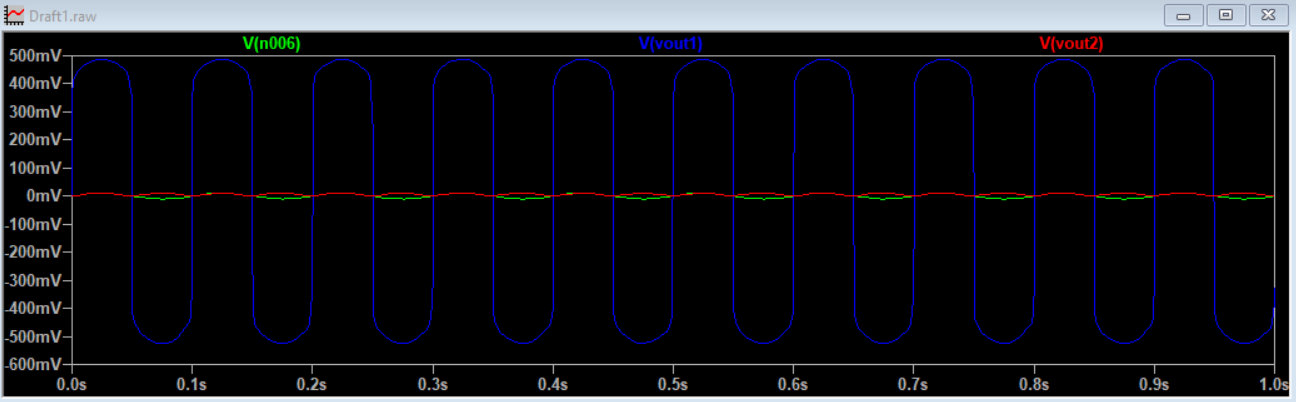 Draft1.raw
V(n006) V(vout1) V(vout2)
500mV
400mV
300mV
200mV
100mV
0mV
-100mV
-200mV
-300mV
-400mV
-500mV
-600mV
0.0s 0.1s 0.2s 0.3s 0.4s 0.5s 0.6s 0.7s 0.8s 0.9s 1.0s